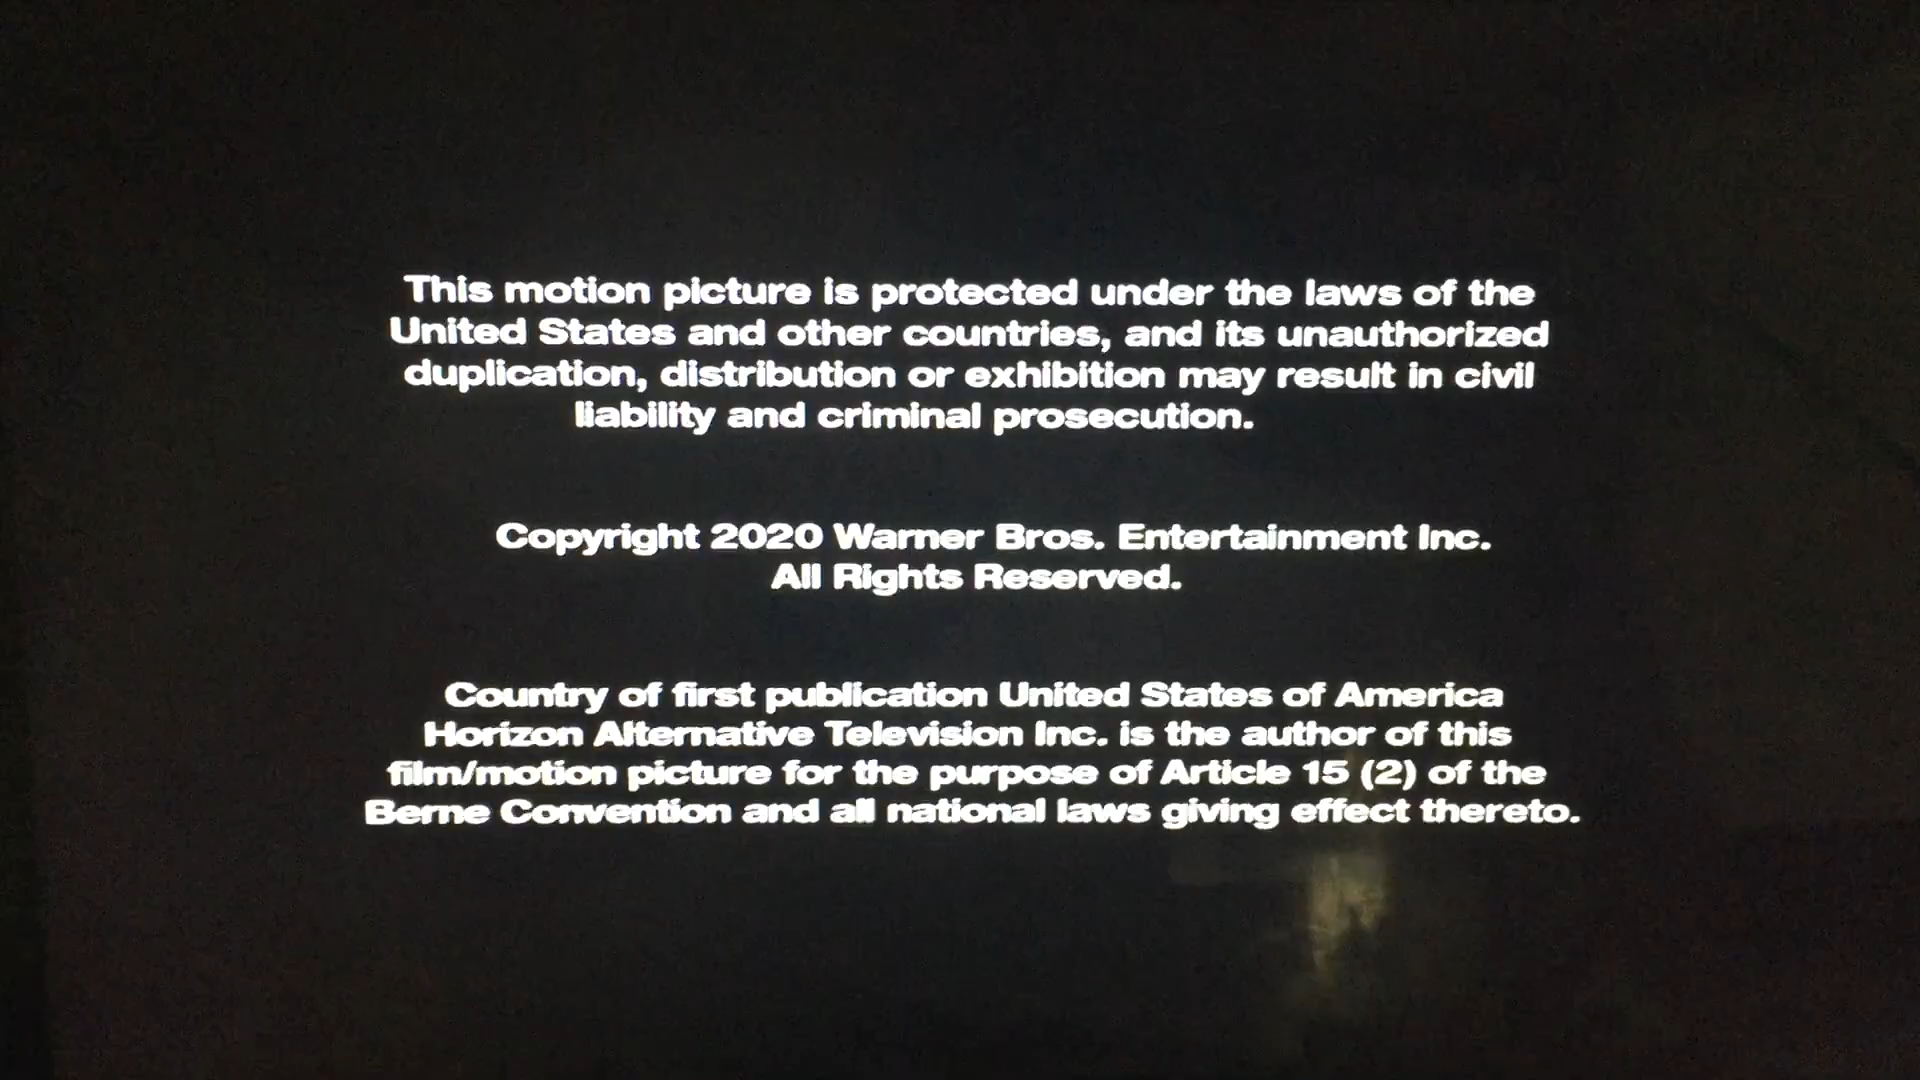 This motion picture is protected under the laws of the
United States and other countries, and its unauthorized
duplication, distribution or exhibition may result in civil
liability and criminal prosecution.
Copyright 2020 Warner Bros. Entertainment Inc.
All Rights Reserved.
Country of first publication United States of America
Horizon Alternative Television Inc. is the author of this
film/motion picture for the purpose of Article 15 (2) of the
Berne Convention and all national laws giving effect thereto.